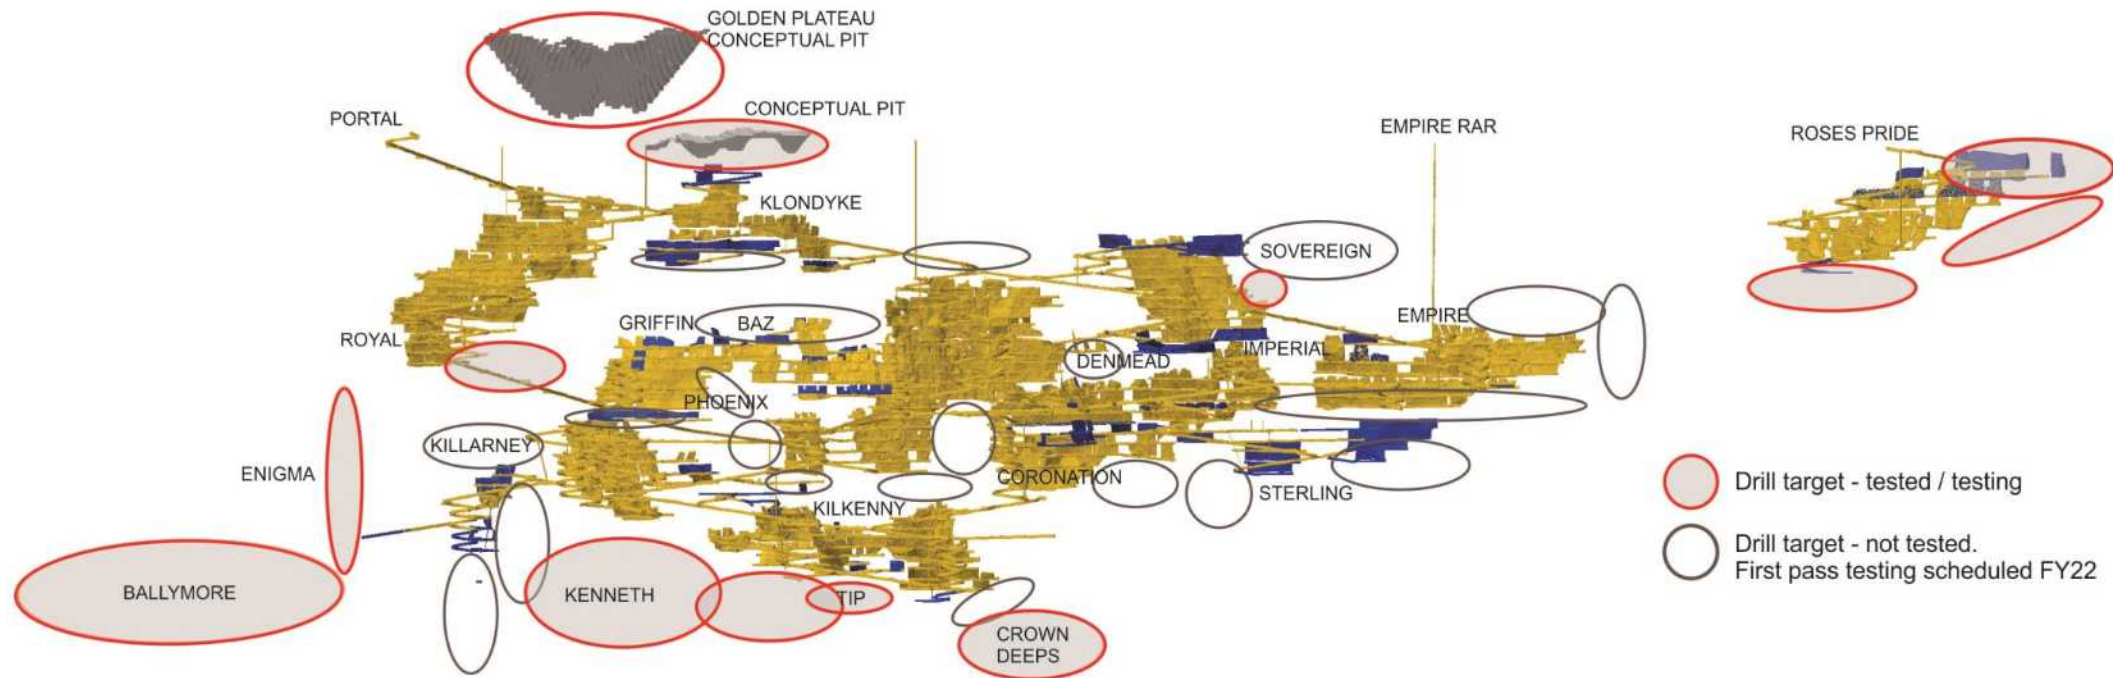 GOLDEN PLATEAU
CONCEPTUAL PIT
CONCEPTUAL PIT
PORTAL
EMPIRE RAR
ROSES PRIDE
KLONDYKE
SOVEREIGN
GRIFFIN
BAZ
EMPIRE
ROYAL
DENMEAD
IMPERIAL
PHOENIX
KILLARNEY
ENIGMA
CORONATION
STERLING
KILKENNY
BALLYMORE
KENNETH
TIP
CROWN
DEEPS
Drill target - tested / testing
Drill target - not tested.
First pass testing scheduled FY22